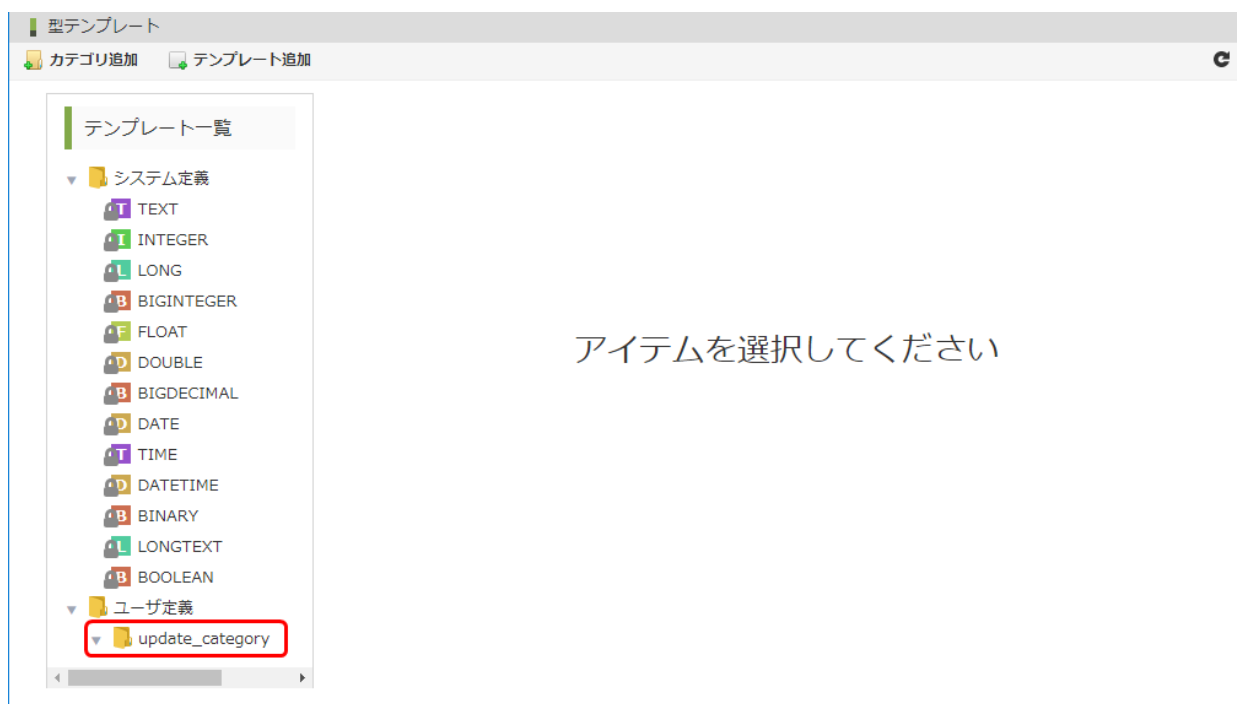 型テンプレート
カテゴリ追加 テンプレート追加
テンプレート一覧
システム定義
T TEXT
I INTEGER
L LONG
B BIGINTEGER
F FLOAT
D DOUBLE
B BIGDECIMAL
D DATE
T TIME
D DATETIME
B BINARY
L LONGTEXT
B BOOLEAN
ユーザ定義
update_category
アイテムを選択してください